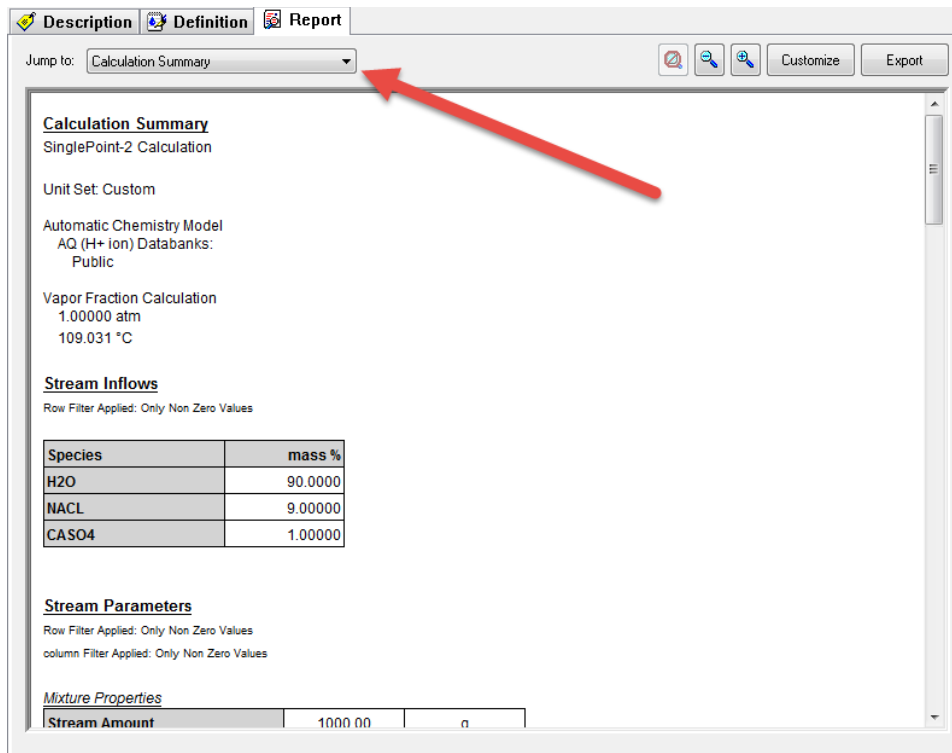 Description Definition Report
Jump to: Calculation Summary Customize Export
Calculation Summary
SinglePoint-2 Calculation
Unit Set: Custom
Automatic Chemistry Model
AQ (H+ ion) Databanks:
Public
Vapor Fraction Calculation
1.00000 atm
109.031 °C
Stream Inflows
Row Filter Applied: Only Non Zero Values
Species mass %
H2O 90.0000
NACL 9.00000
CASO4 1.00000
Stream Parameters
Row Filter Applied: Only Non Zero Values
column Filter Applied: Only Non Zero Values
Mixture Properties
Stream Amount 1000.00 g